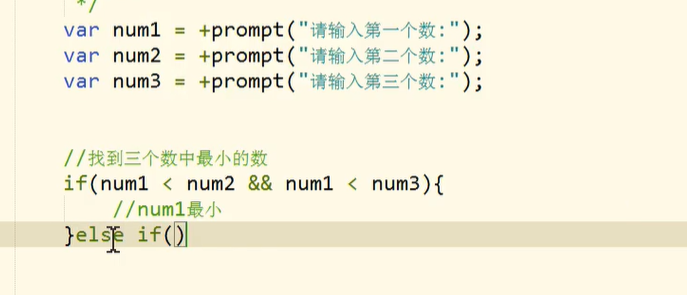 */
var num1 = +prompt("请输入第一个数:");
var num2 = +prompt("请输入第二个数:");
var num3 = +prompt("请输入第三个数:");
//找到三个数中最小的数
if(num1 < num2 && num1 < num3){
//num1最小
}else if()